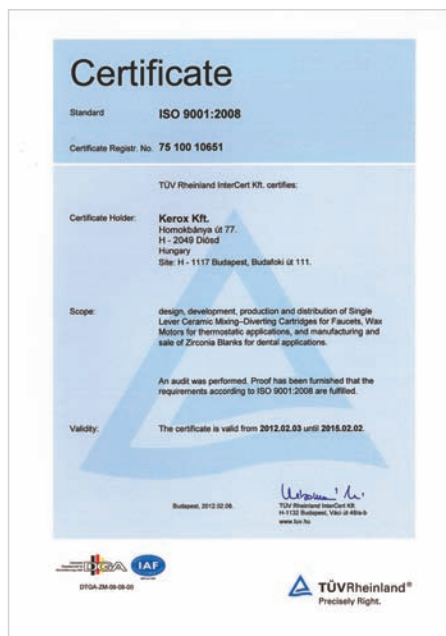 Certificate
Standard ISO 9001:2008
Certificate Registr. No. 75 100 10651
TÜV Rheinland InterCert Kft. certifies:
Certificate Holder: Kerox Kft.
Homokbánya út 77.
H - 2049 Diósd
Hungary
Site: H - 1117 Budapest, Budafoki út 111.
Scope: design, development, production and distribution of Single
Lever Ceramic Mixing–Diverting Cartridges for Faucets, Wax
Motors for thermostatic applications, and manufacturing and
sale of Zirconia Blanks for dental applications.
An audit was performed. Proof has been furnished that the
requirements according to ISO 9001:2008 are fulfilled.
Validity: The certificate is valid from 2012.02.03 until 2015.02.02.
Budapest, 2012.02.08.
TÜV Rheinland InterCert Kft.
H-1132 Budapest, Váci út 48/a-b
www.tuv.hu
DGA IAF
TÜVRheinland®
Precisely Right.